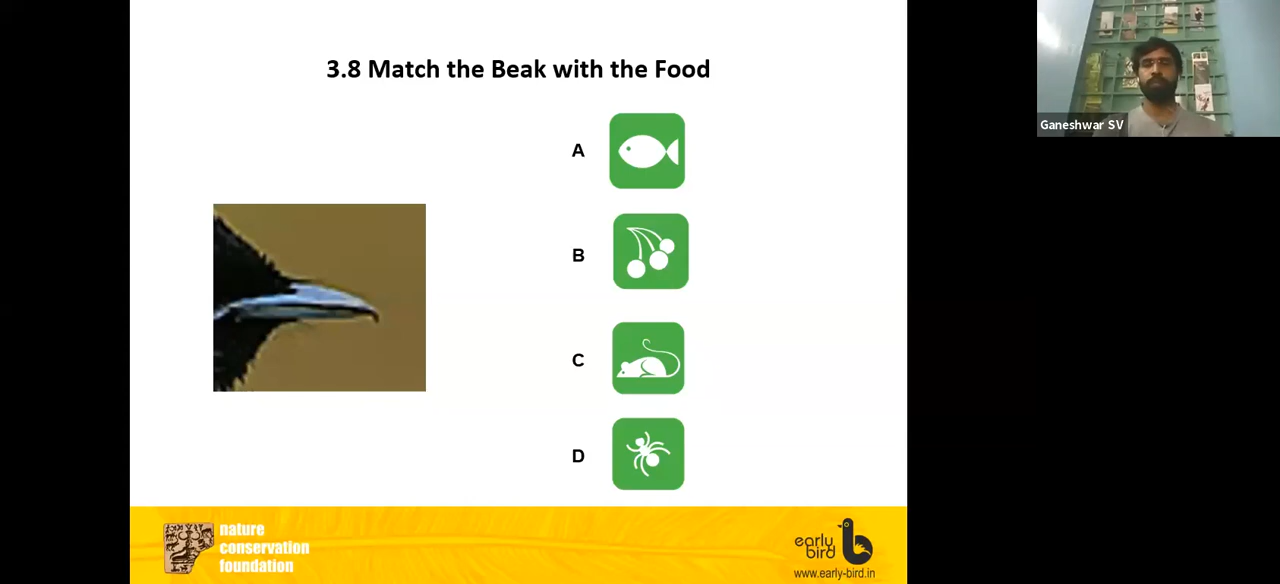 3.8 Match the Beak with the Food
Ganeshwar SV
A
B
C
D
nature
conservation
foundation
early
bird
www.early-bird.in